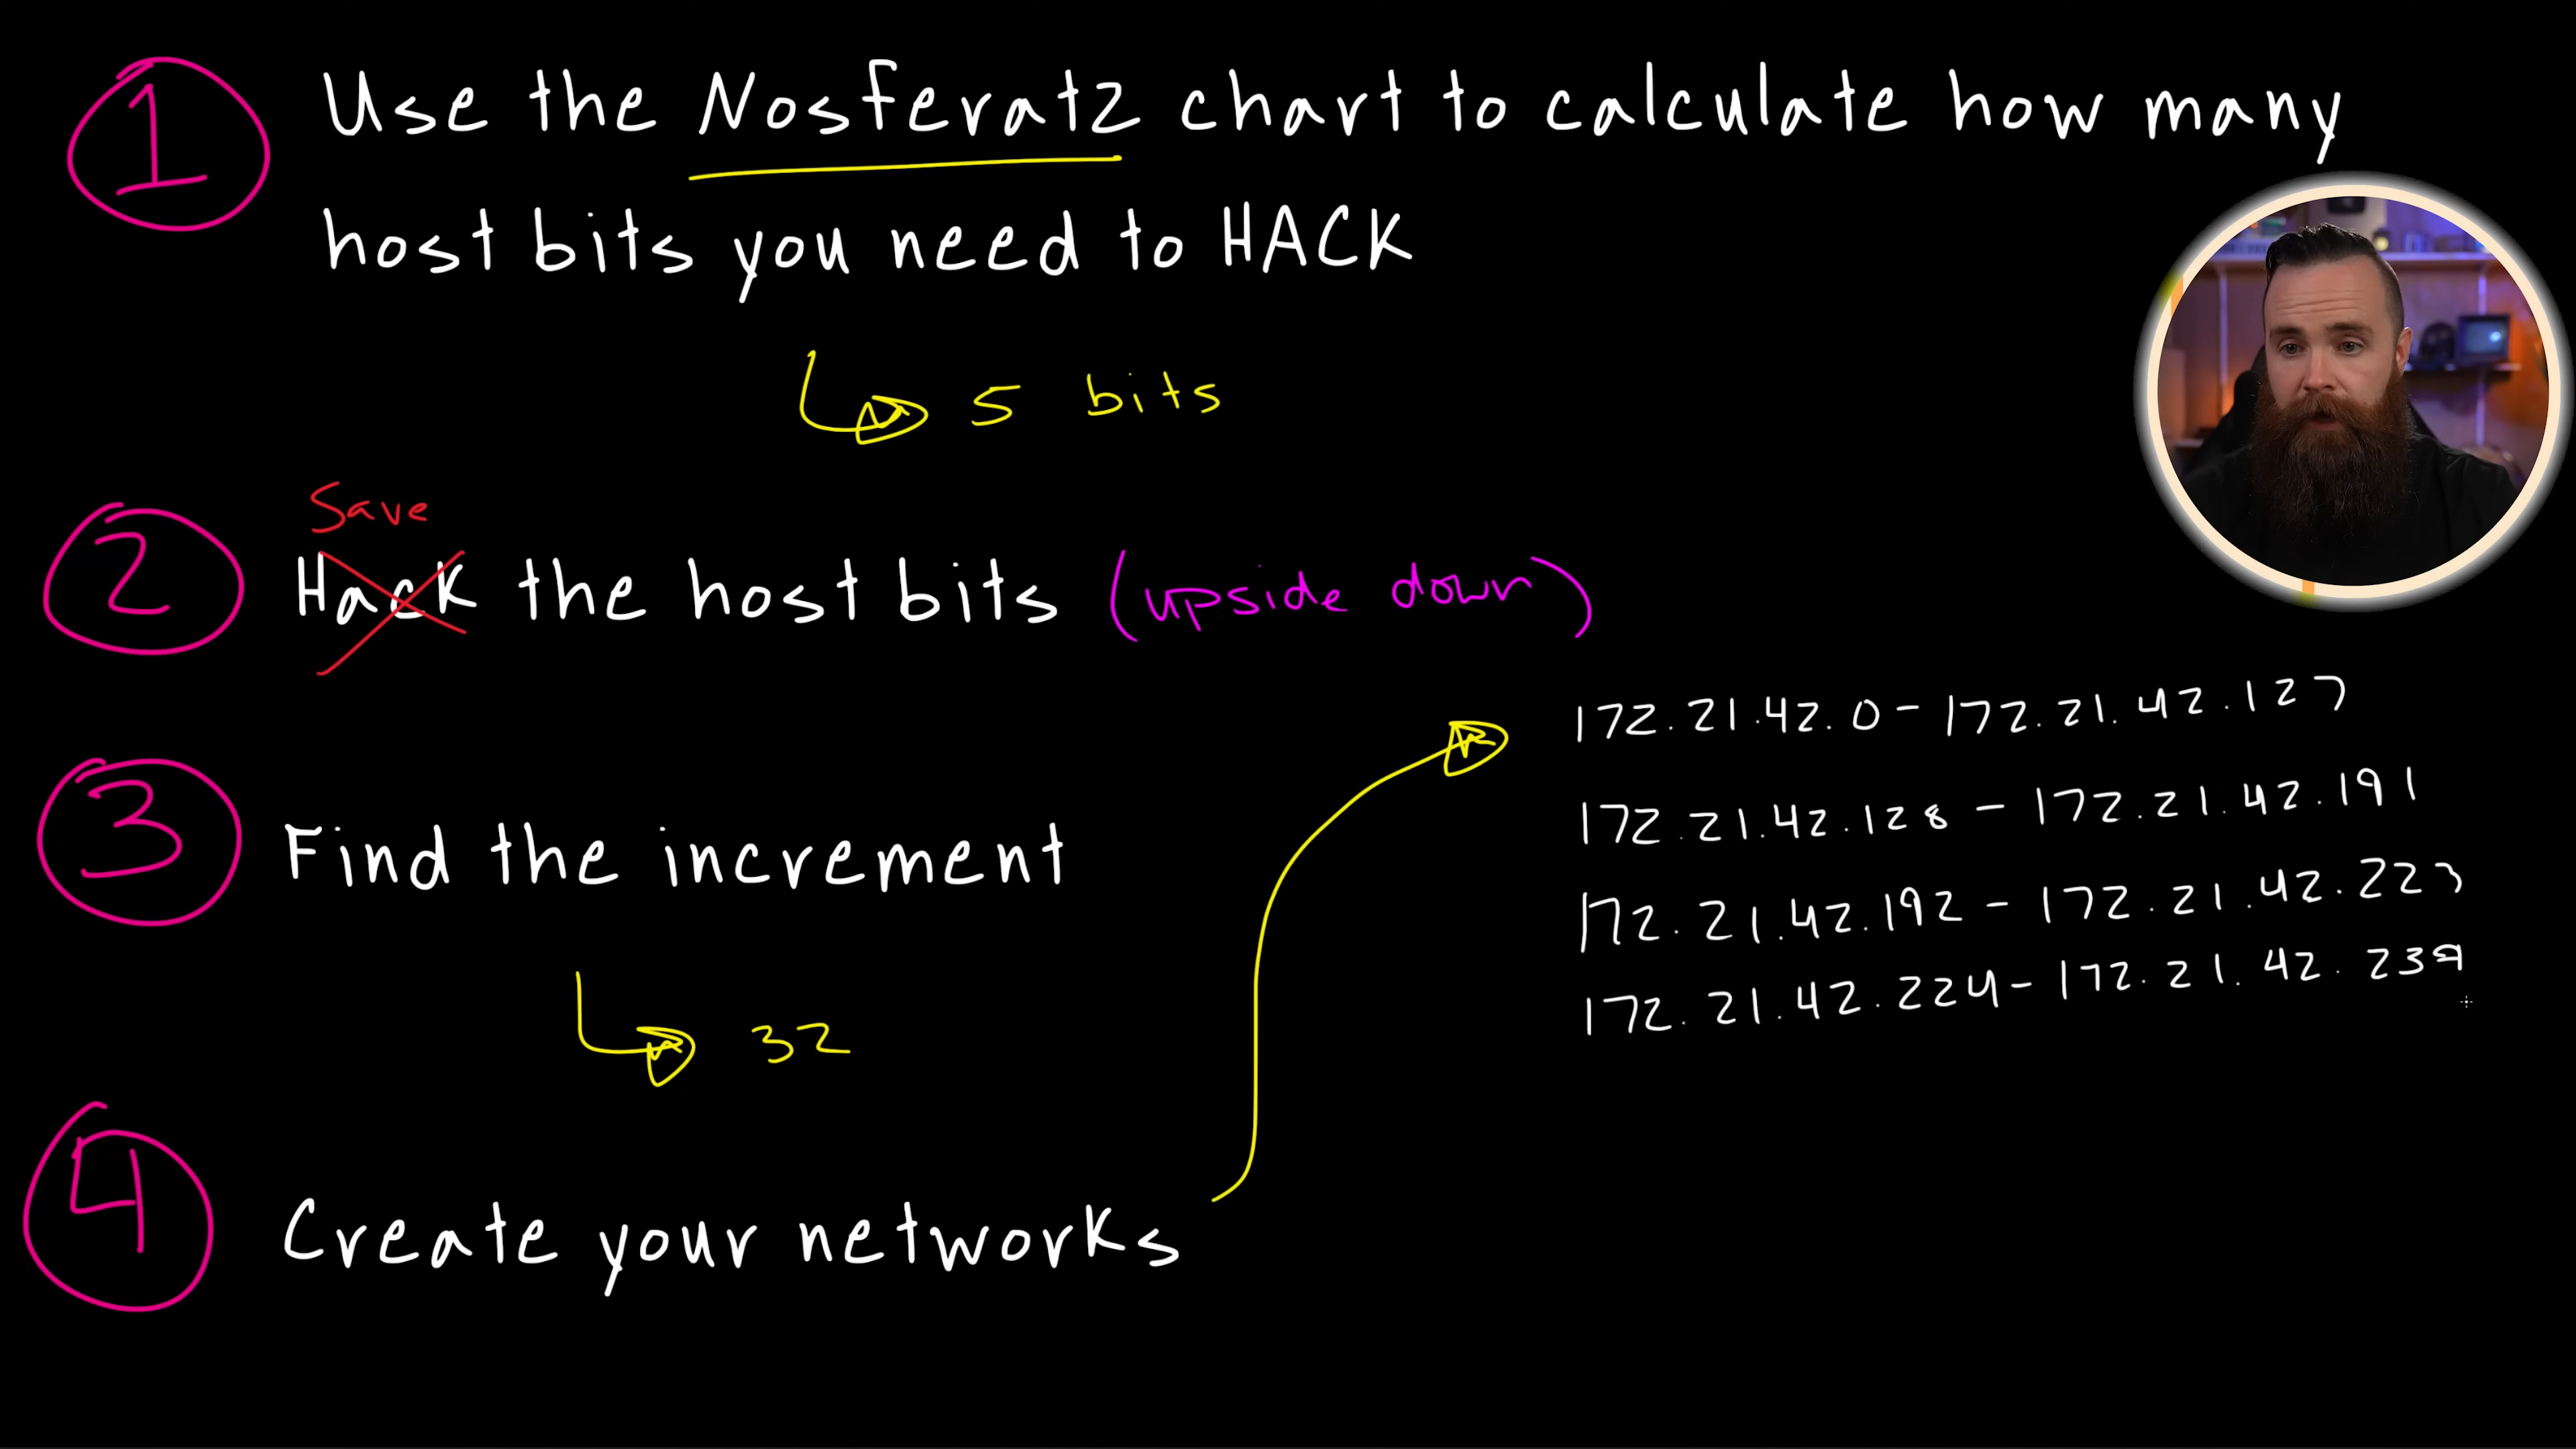 1 Use the Nosferatz chart to calculate how many
host bits you need to HACK
5 bits
Save
2 Hack the host bits (upside down)
172.21.42.0 - 172.21.42.127
172.21.42.128 - 172.21.42.191
3 Find the increment
172.21.42.192 - 172.21.42.223
172.21.42.224 - 172.21.42.239
32
4 Create your networks